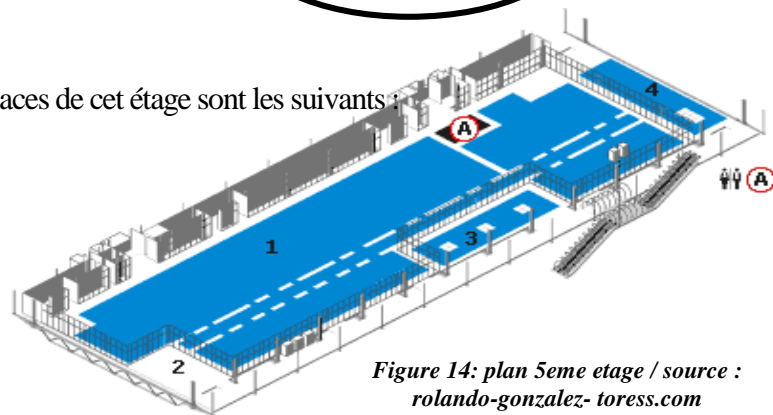 aces de cet étage sont les suivants :
4
A
A
1
3
2
Figure 14: plan 5eme etage / source :
rolando-gonzalez- toress.com